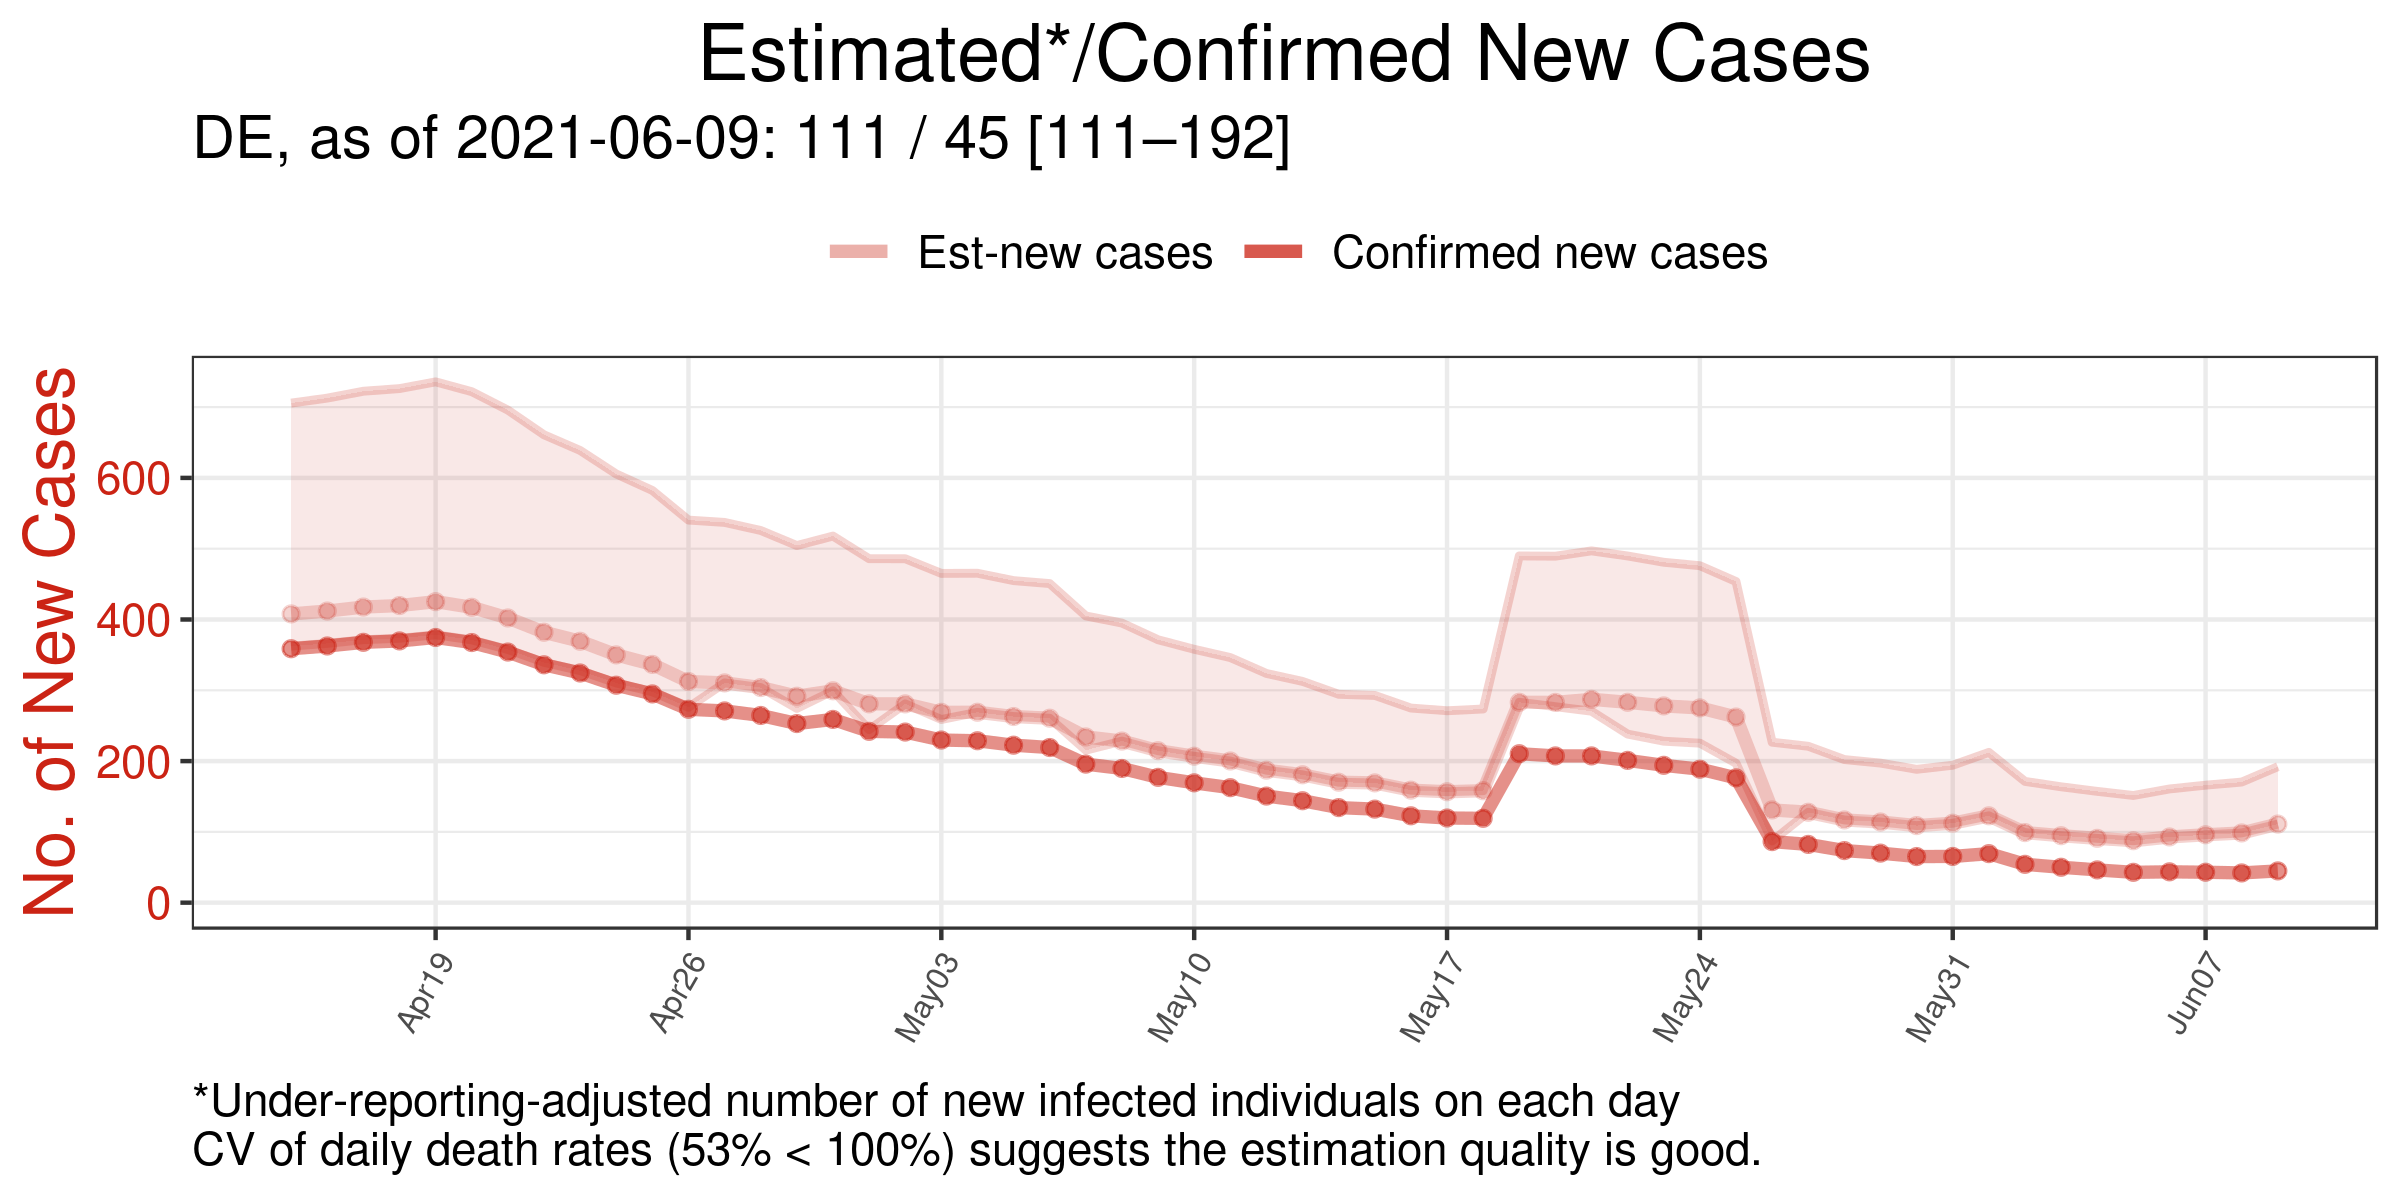 Estimated*/Confirmed New Cases
DE, as of 2021-06-09: 111 / 45 [111–192]
Est-new cases
Confirmed new cases
No. of New Cases
600
400
200
0
Apr19
Apr26
May03
May10
May17
May24
May31
Jun07
*Under-reporting-adjusted number of new infected individuals on each day
CV of daily death rates (53% < 100%) suggests the estimation quality is good.